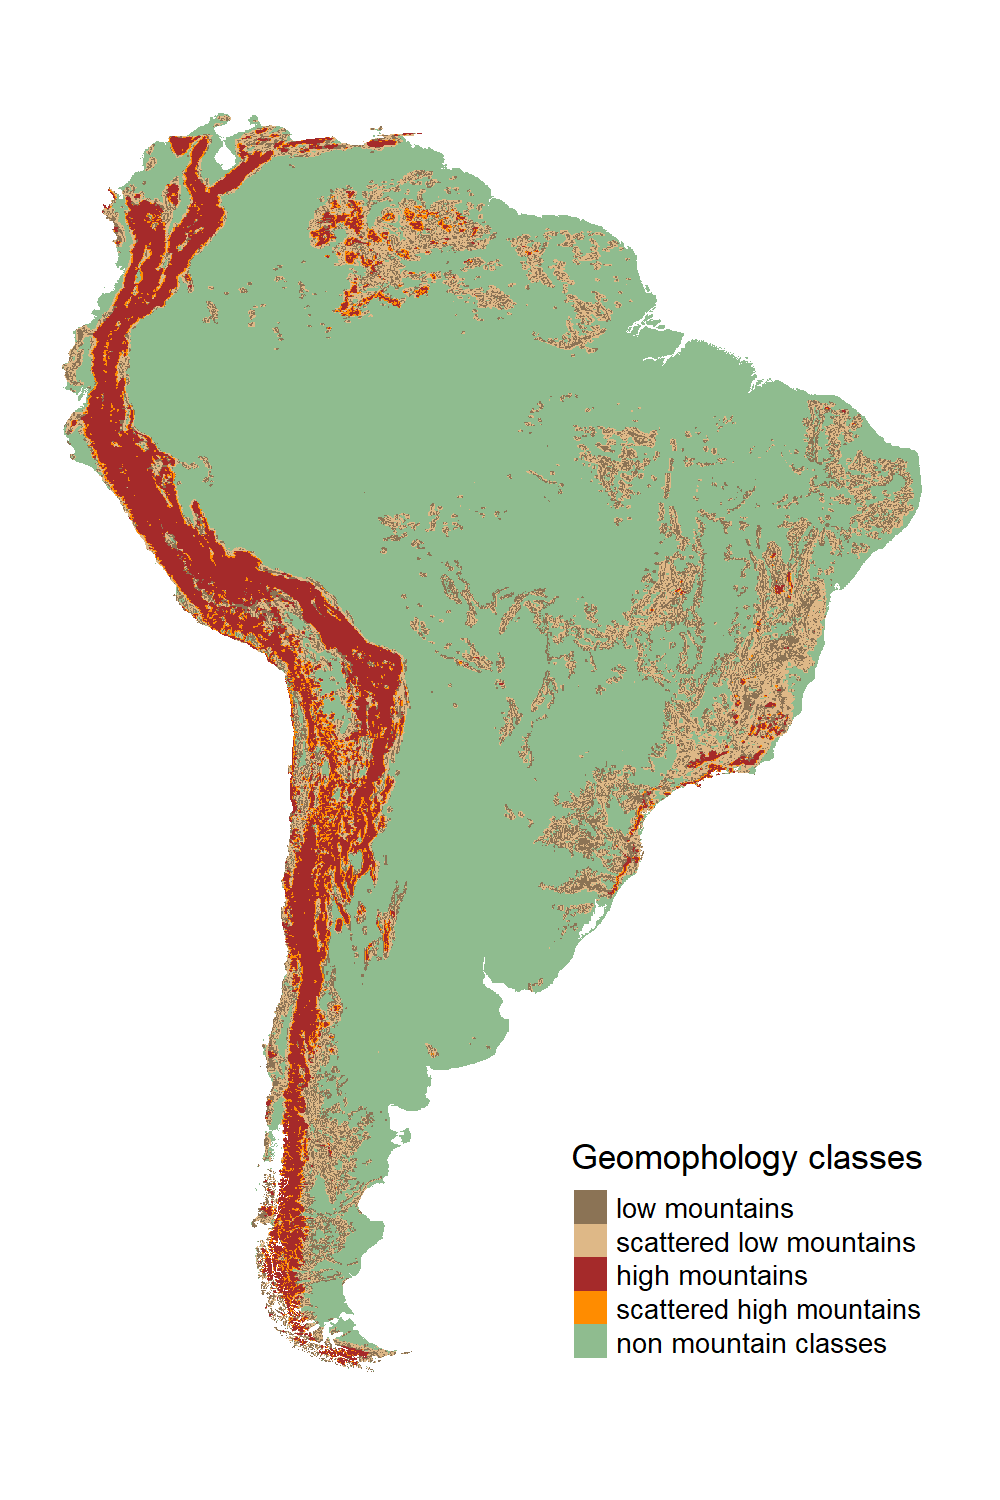 Geomophology classes
low mountains
scattered low mountains
high mountains
scattered high mountains
non mountain classes